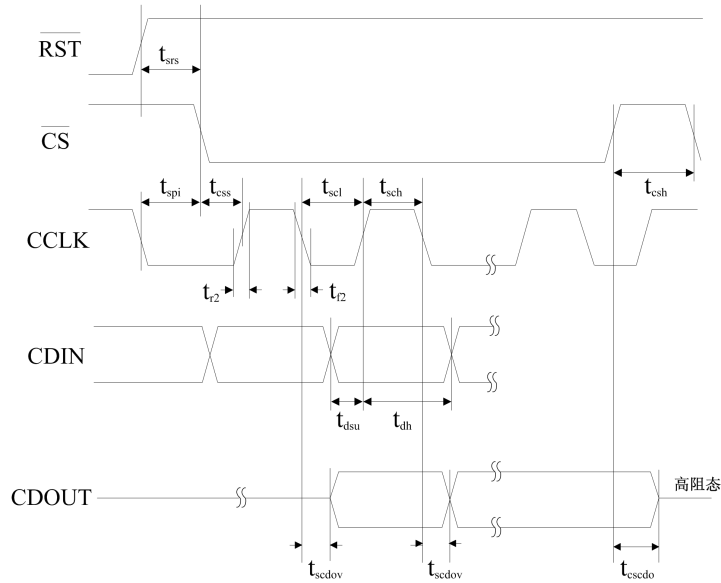 RST
tsrs
CS
tspi tcss tscl tsch tcsh
CCLK
tr2 tf2
CDIN
tdsu tdh
CDOUT 高阻态
tscdov tscdov tcscdo